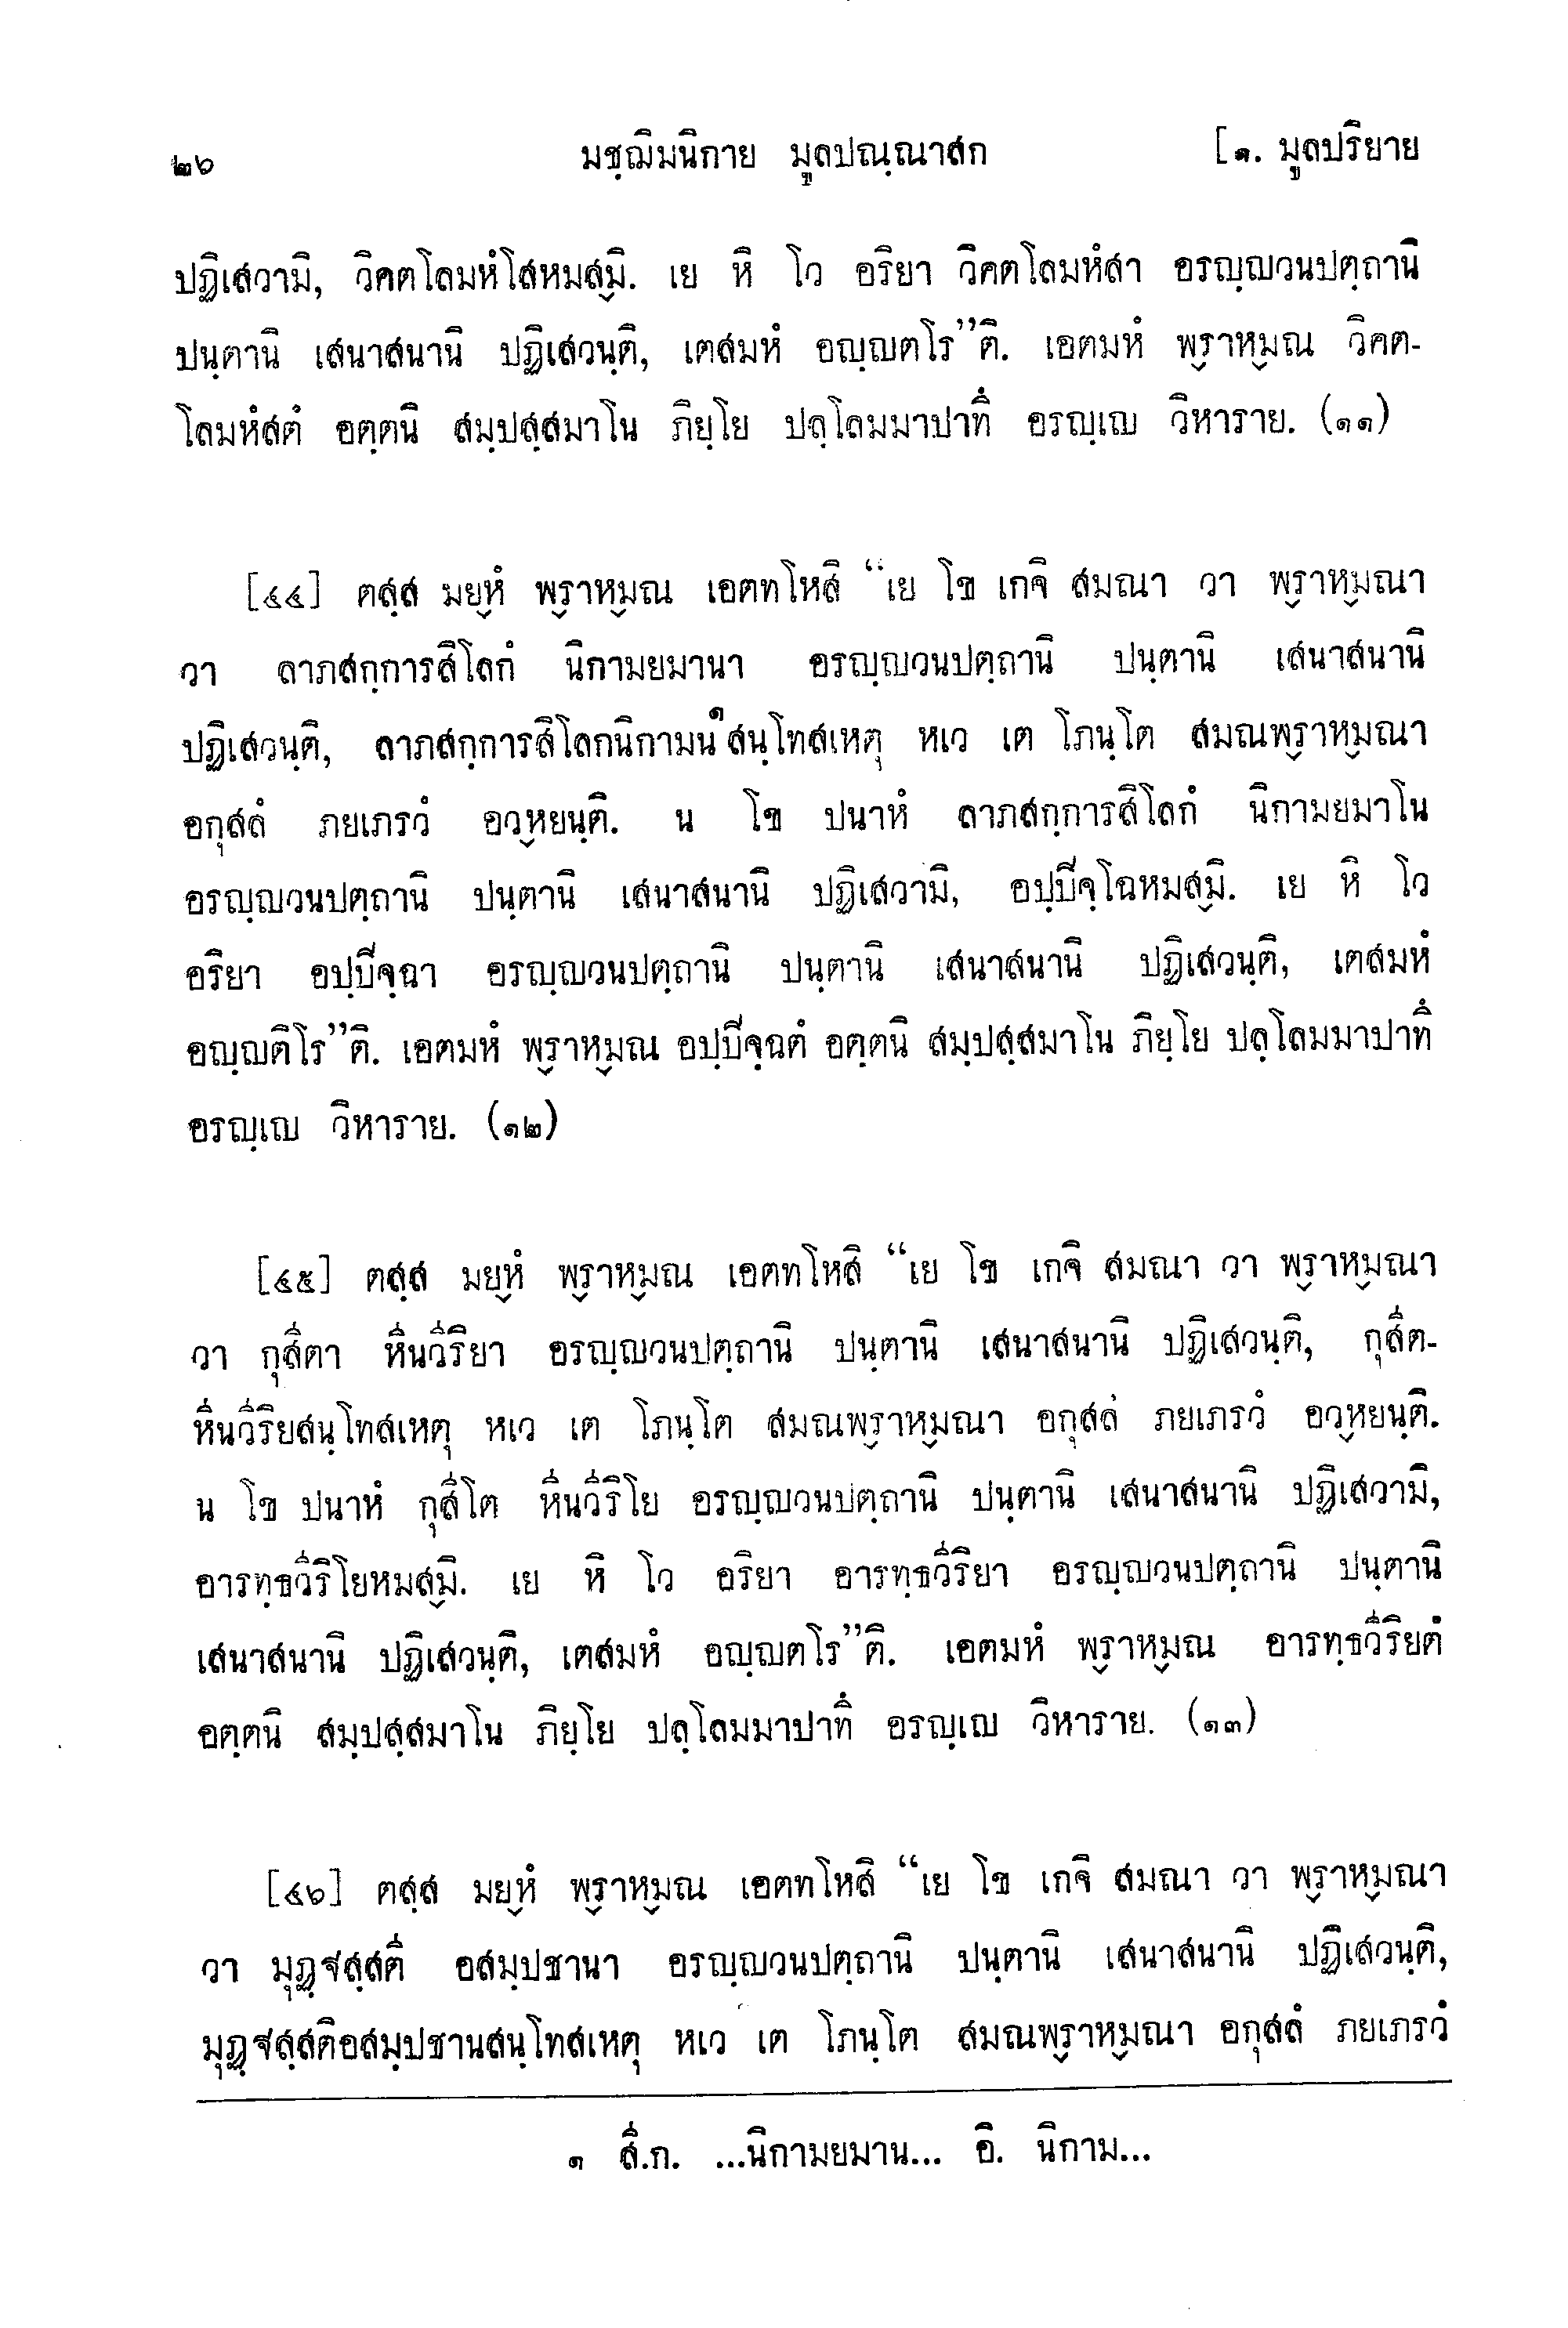 ๒๖ มชฺฌิมนิกาย มูลปณฺณาสก [๑. มูลปริยาย
ปฏิเสวามิ, วิคตโลมหํโสหมสฺมิ. เย หิ โว อริยา วิคตโลมหํสา อรญฺญวนปตฺถานิ
ปนฺตานิ เสนาสนานิ ปฏิเสวนฺติ, เตสมหํ อญฺญตโร”ติ. เอตมหํ พฺราหฺมณ วิคต-
โลมหํสตํ อตฺตนิ สมฺปสฺสมาโน ภิยฺโย ปลฺโลมมาปาทึ อรญฺเญ วิหาราย. (๑๑)
[๔๔] ตสฺส มยฺหํ พฺราหฺมณ เอตทโหสิ “เย โข เกจิ สมณา วา พฺราหฺมณา
วา ลาภสกฺการสิโลกํ นิกามยมานา อรญฺญวนปตฺถานิ ปนฺตานิ เสนาสนานิ
ปฏิเสวนฺติ, ลาภสกฺการสิโลกนิกามน๑สนฺโทสเหตุ หเว เต โภนฺโต สมณพฺราหฺมณา
อกุสลํ ภยเภรวํ อวฺหยนฺติ. น โข ปนาหํ ลาภสกฺการสิโลกํ นิกามยมาโน
อรญฺญวนปตฺถานิ ปนฺตานิ เสนาสนานิ ปฏิเสวามิ, อปฺปิจฺโฉหมสฺมิ. เย หิ โว
อริยา อปฺปิจฺฉา อรญฺญวนปตฺถานิ ปนฺตานิ เสนาสนานิ ปฏิเสวนฺติ, เตสมหํ
อญฺญติโร”ติ. เอตมหํ พฺราหฺมณ อปฺปิจฺฉตํ อตฺตนิ สมฺปสฺสมาโน ภิยฺโย ปลฺโลมมาปาทึ
อรญฺเญ วิหาราย. (๑๒)
[๔๕] ตสฺส มยฺหํ พฺราหฺมณ เอตทโหสิ “เย โข เกจิ สมณา วา พฺราหฺมณา
วา กุสีตา หีนวีริยา อรญฺญวนปตฺถานิ ปนฺตานิ เสนาสนานิ ปฏิเสวนฺติ, กุสีต-
หีนวีริยสนฺโทสเหตุ หเว เต โภนฺโต สมณพฺราหฺมณา อกุสลํ ภยเภรวํ อวฺหยนฺติ.
น โข ปนาหํ กุสีโต หีนวีริโย อรญฺญวนปตฺถานิ ปนฺตานิ เสนาสนานิ ปฏิเสวามิ,
อารทฺธวีริโยหมสฺมิ. เย หิ โว อริยา อารทฺธวีริยา อรญฺญวนปตฺถานิ ปนฺตานิ
เสนาสนานิ ปฏิเสวนฺติ, เตสมหํ อญฺญตโร”ติ. เอตมหํ พฺราหฺมณ อารทฺธวีริยตํ
อตฺตนิ สมฺปสฺสมาโน ภิยฺโย ปลฺโลมมาปาทึ อรญฺเญ วิหาราย. (๑๓)
[๔๖] ตสฺส มยฺหํ พฺราหฺมณ เอตทโหสิ “เย โข เกจิ สมณา วา พฺราหฺมณา
วา มุฏฺฐสฺสตี อสมฺปชานา อรญฺญวนปตฺถานิ ปนฺตานิ เสนาสนานิ ปฏิเสวนฺติ,
มุฏฺฐสฺสติอสมฺปชานสนฺโทสเหตุ หเว เต โภนฺโต สมณพฺราหฺมณา อกุสลํ ภยเภรวํ
๑ สี.ก. ...นิกามยมาน... อิ. นิกาม...